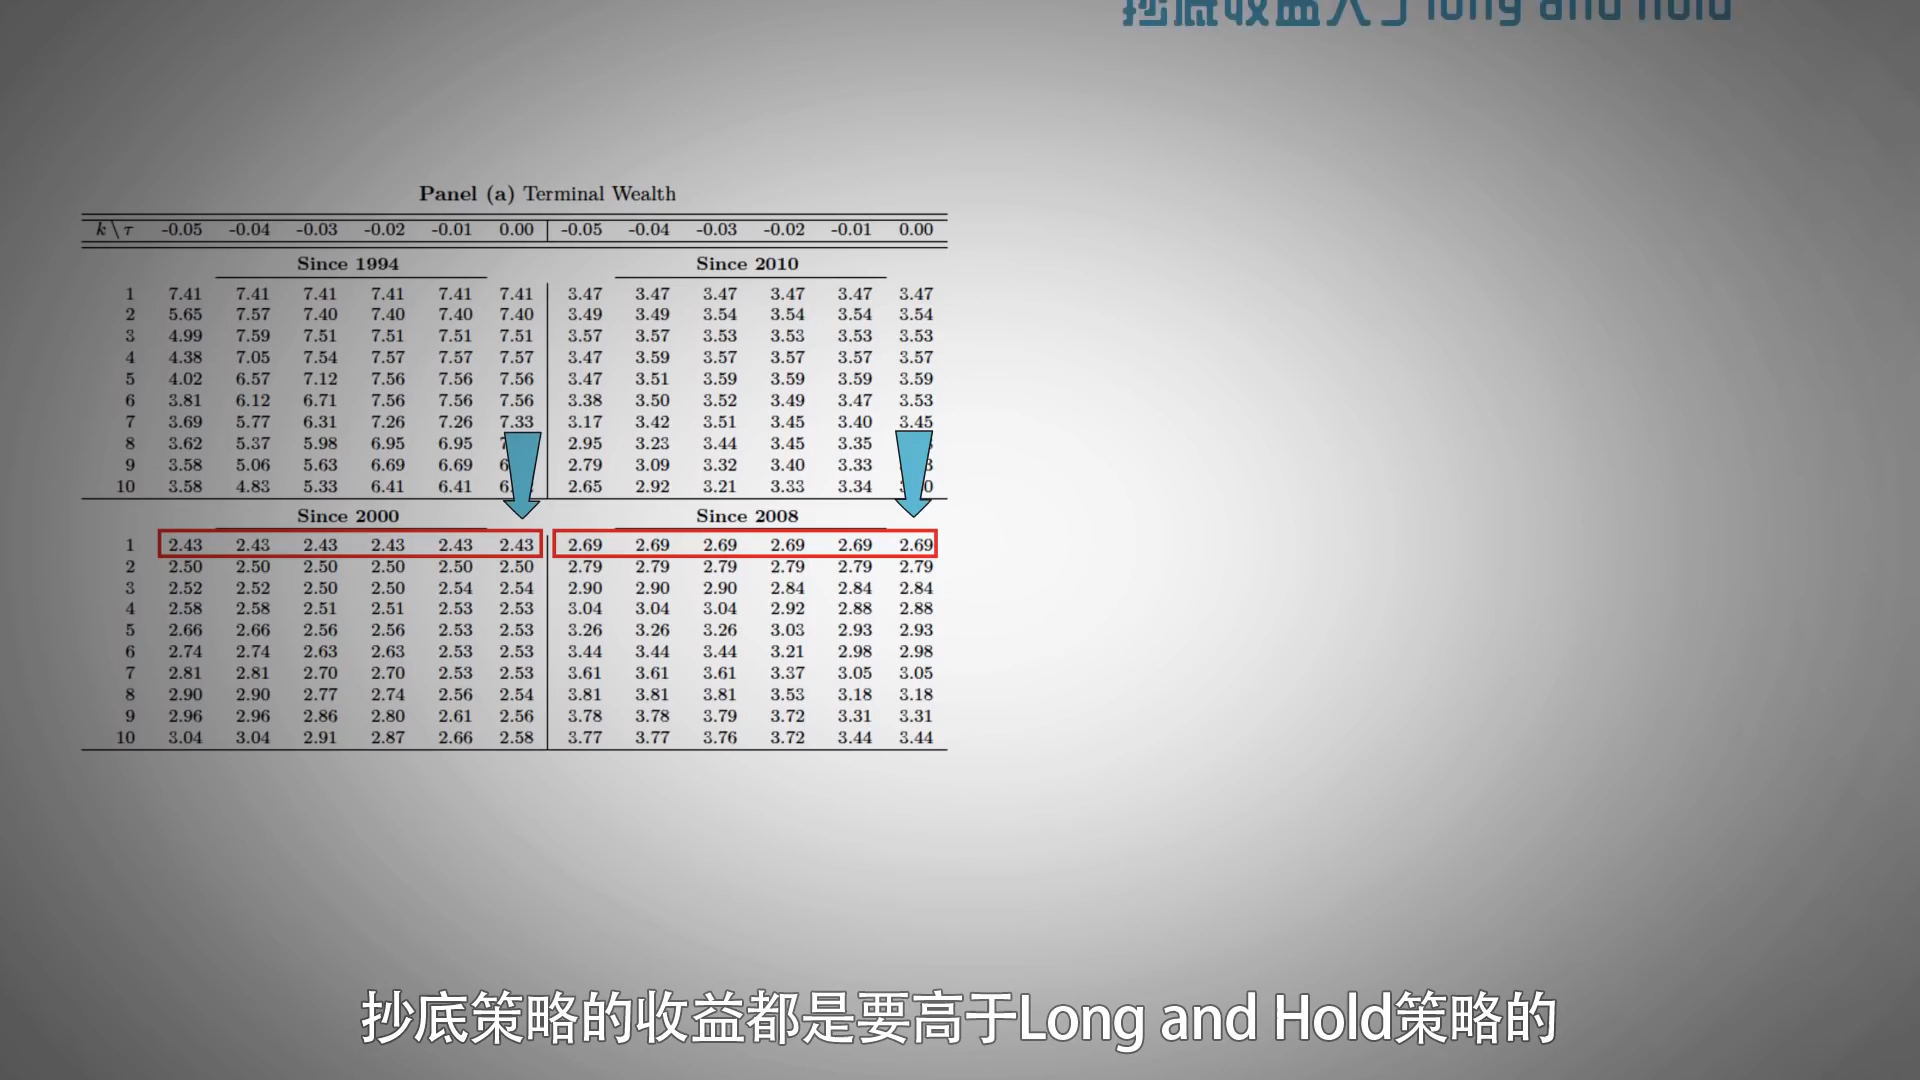 抄底收益大于long and hold
Panel (a) Terminal Wealth
k \ τ -0.05 -0.04 -0.03 -0.02 -0.01 0.00 -0.05 -0.04 -0.03 -0.02 -0.01 0.00
Since 1994 Since 2010
1 7.41 7.41 7.41 7.41 7.41 7.41 3.47 3.47 3.47 3.47 3.47 3.47
2 5.65 7.57 7.40 7.40 7.40 7.40 3.49 3.49 3.54 3.54 3.54 3.54
3 4.99 7.59 7.51 7.51 7.51 7.51 3.57 3.57 3.53 3.53 3.53 3.53
4 4.38 7.05 7.54 7.57 7.57 7.57 3.47 3.59 3.57 3.57 3.57 3.57
5 4.02 6.57 7.12 7.56 7.56 7.56 3.47 3.51 3.59 3.59 3.59 3.59
6 3.81 6.12 6.71 7.56 7.56 7.56 3.38 3.50 3.52 3.49 3.47 3.53
7 3.69 5.77 6.31 7.26 7.26 7.33 3.17 3.42 3.51 3.45 3.40 3.45
8 3.62 5.37 5.98 6.95 6.95 2.95 3.23 3.44 3.45 3.35
9 3.58 5.06 5.63 6.69 6.69 2.79 3.09 3.32 3.40 3.33
10 3.58 4.83 5.33 6.41 6.41 2.65 2.92 3.21 3.33 3.34
Since 2000 Since 2008
1 2.43 2.43 2.43 2.43 2.43 2.43 2.69 2.69 2.69 2.69 2.69 2.69
2 2.50 2.50 2.50 2.50 2.50 2.50 2.79 2.79 2.79 2.79 2.79 2.79
3 2.52 2.52 2.50 2.50 2.54 2.54 2.90 2.90 2.90 2.84 2.84 2.84
4 2.58 2.58 2.51 2.51 2.53 2.53 3.04 3.04 3.04 2.92 2.88 2.88
5 2.66 2.66 2.56 2.56 2.53 2.53 3.26 3.26 3.26 3.03 2.93 2.93
6 2.74 2.74 2.63 2.63 2.53 2.53 3.44 3.44 3.44 3.21 2.98 2.98
7 2.81 2.81 2.70 2.70 2.53 2.53 3.61 3.61 3.61 3.37 3.05 3.05
8 2.90 2.90 2.77 2.74 2.56 2.54 3.81 3.81 3.81 3.53 3.18 3.18
9 2.96 2.96 2.86 2.80 2.61 2.56 3.78 3.78 3.79 3.72 3.31 3.31
10 3.04 3.04 2.91 2.87 2.66 2.58 3.77 3.77 3.76 3.72 3.44 3.44
抄底策略的收益都是要高于Long and Hold策略的